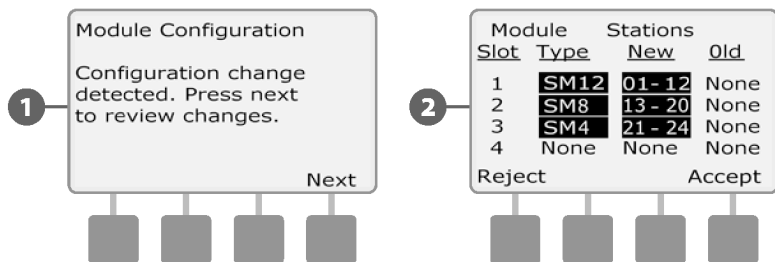 1
Module Configuration
Configuration change
detected. Press next
to review changes.
Next
2
Module Stations
Slot Type New Old
1 SM12 01-12 None
2 SM8 13-20 None
3 SM4 21-24 None
4 None None None
Reject Accept